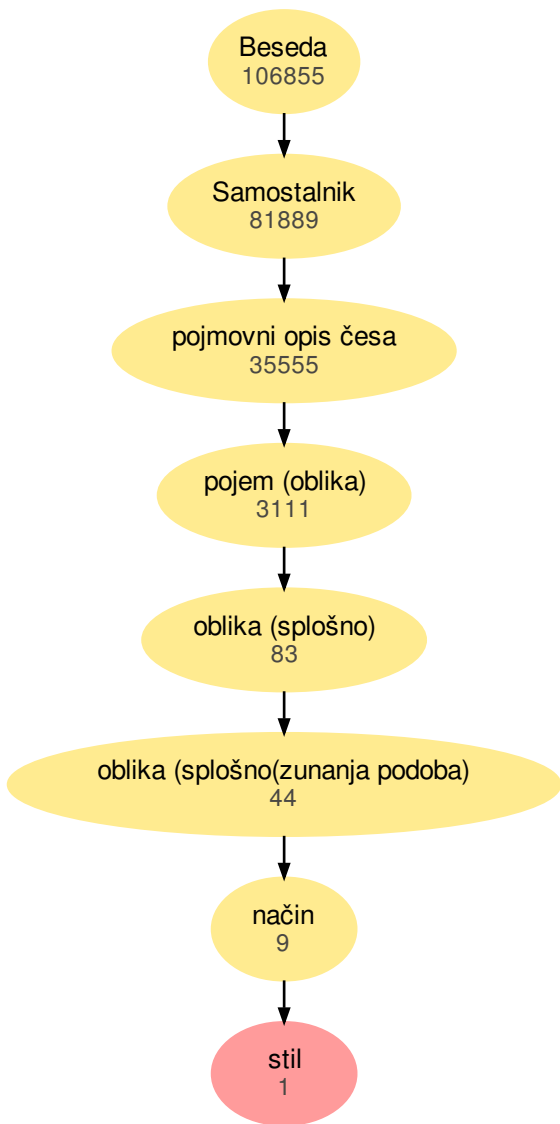 Beseda
106855
Samostalnik
81889
pojmovni opis česa
35555
pojem (oblika)
3111
oblika (splošno)
83
oblika (splošno(zunanja podoba)
44
način
9
stil
1